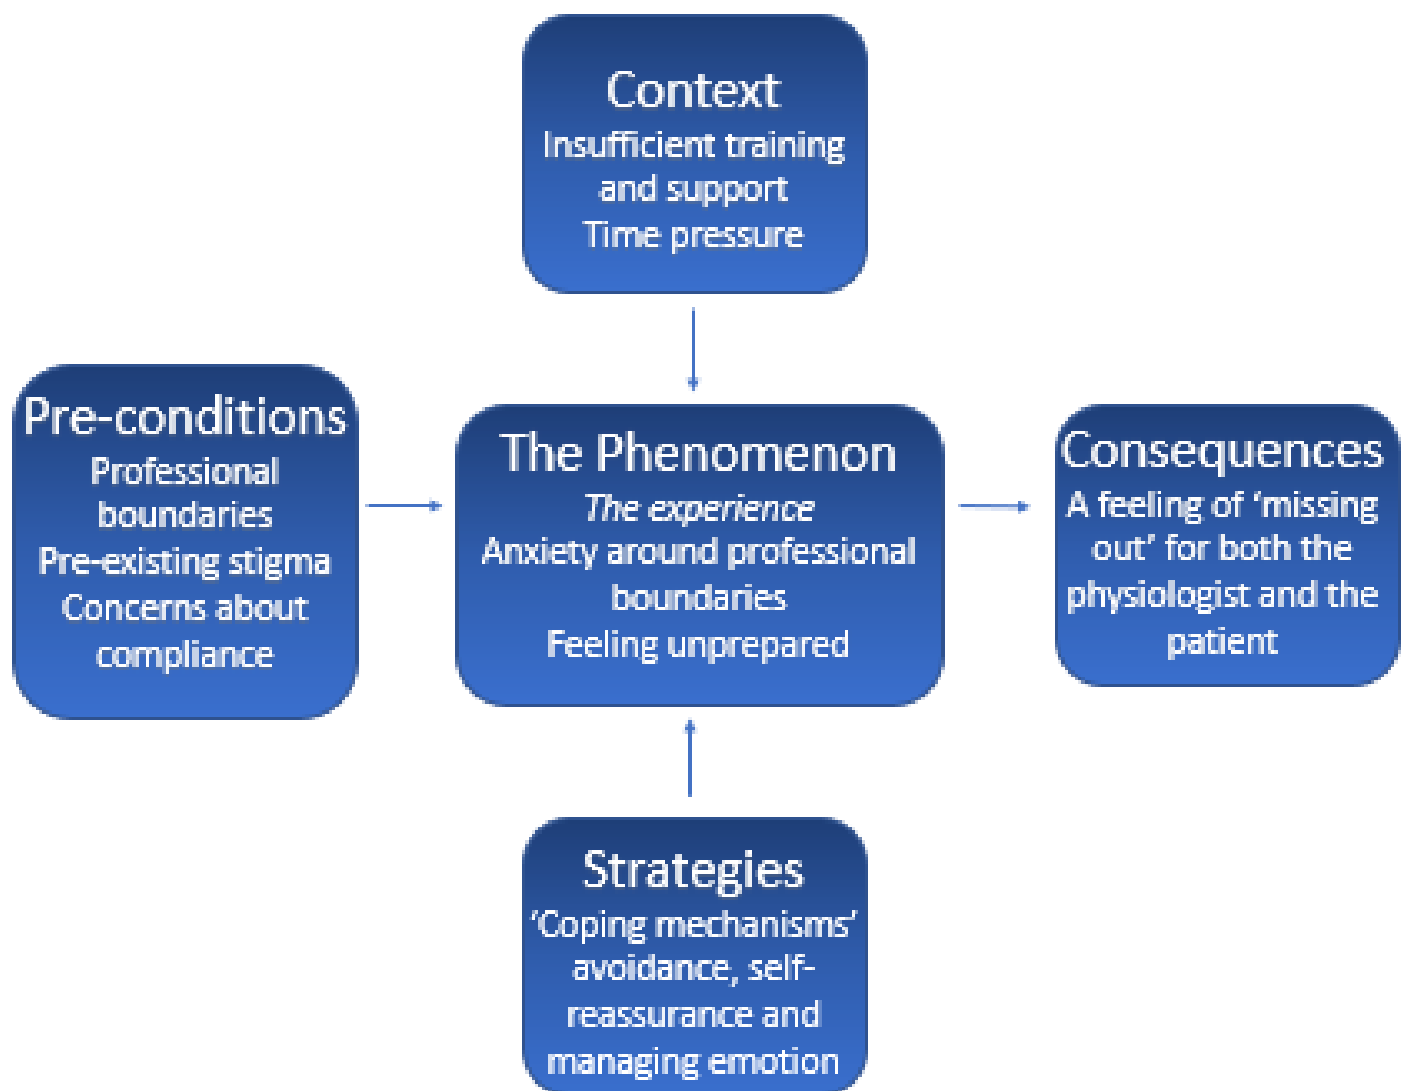 Context
Insufficient training
and support
Time pressure
Pre-conditions
Professional
boundaries
Pre-existing stigma
Concerns about
compliance
The Phenomenon
The experience
Anxiety around professional
boundaries
Feeling unprepared
Consequences
A feeling of ‘missing
out’ for both the
physiologist and the
patient
Strategies
‘Coping mechanisms’
avoidance, self-
reassurance and
managing emotion